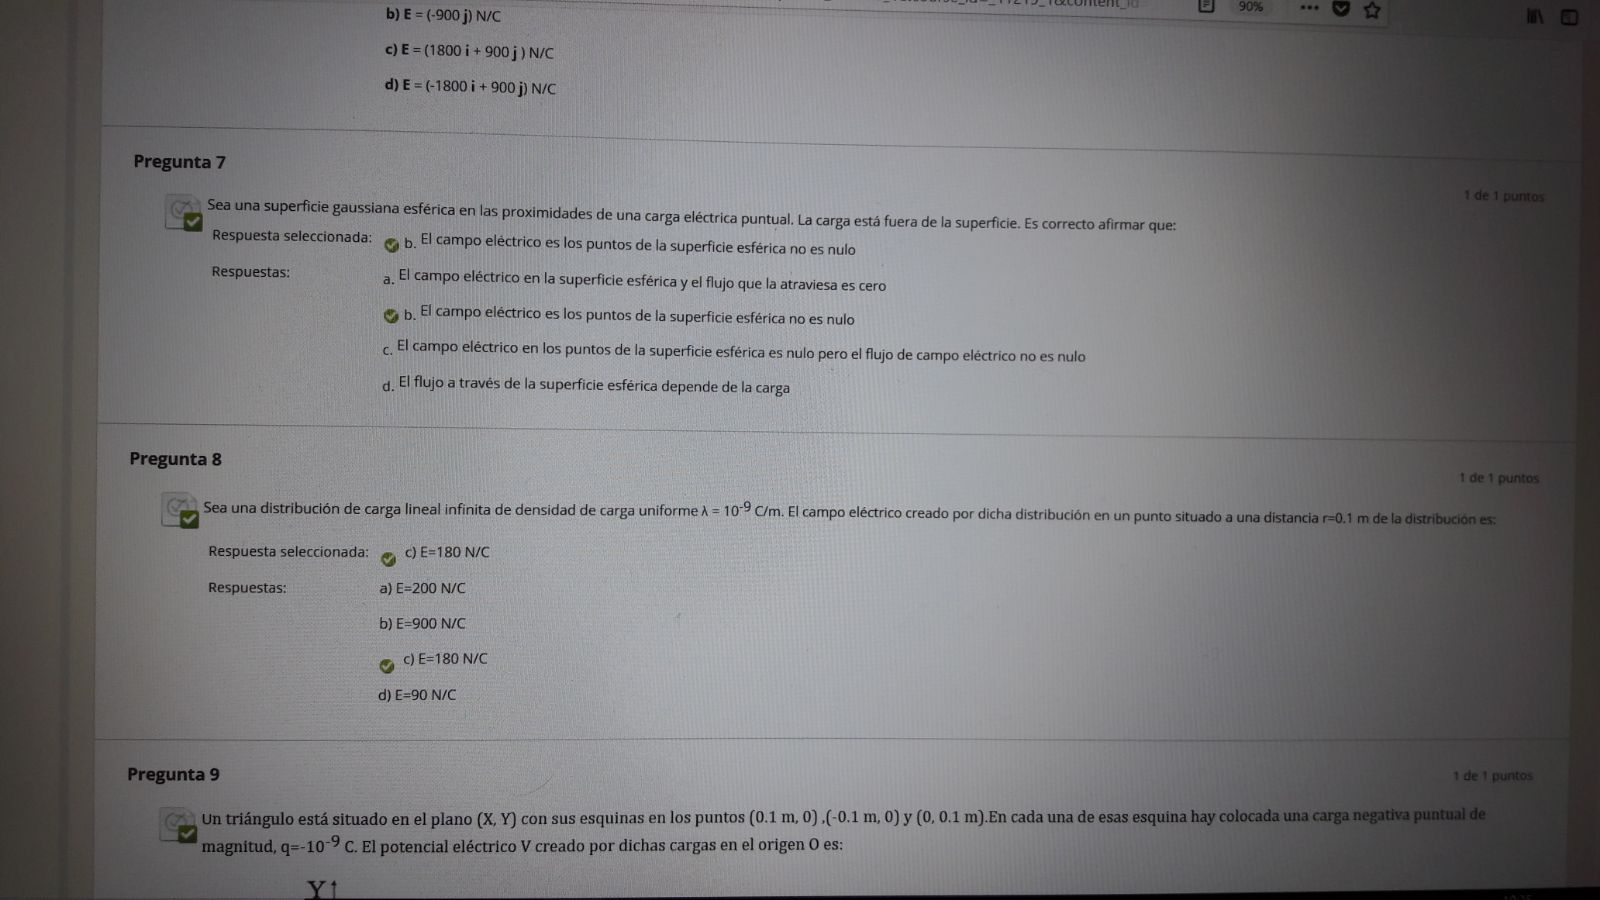 90%
b) E = (-900 j) N/C
c) E = (1800 i + 900 j ) N/C
d) E = (-1800 i + 900 j) N/C
Pregunta 7
1 de 1 puntos
Sea una superficie gaussiana esférica en las proximidades de una carga eléctrica puntual. La carga está fuera de la superficie. Es correcto afirmar que:
Respuesta seleccionada: b. El campo eléctrico es los puntos de la superficie esférica no es nulo
Respuestas: a. El campo eléctrico en la superficie esférica y el flujo que la atraviesa es cero
b. El campo eléctrico es los puntos de la superficie esférica no es nulo
c. El campo eléctrico en los puntos de la superficie esférica es nulo pero el flujo de campo eléctrico no es nulo
d. El flujo a través de la superficie esférica depende de la carga
Pregunta 8
1 de 1 puntos
Sea una distribución de carga lineal infinita de densidad de carga uniforme λ = 10⁻⁹ C/m. El campo eléctrico creado por dicha distribución en un punto situado a una distancia r=0.1 m de la distribución es:
Respuesta seleccionada: c) E=180 N/C
Respuestas: a) E=200 N/C
b) E=900 N/C
c) E=180 N/C
d) E=90 N/C
Pregunta 9
1 de 1 puntos
Un triángulo está situado en el plano (X, Y) con sus esquinas en los puntos (0.1 m, 0) ,(-0.1 m, 0) y (0, 0.1 m).En cada una de esas esquina hay colocada una carga negativa puntual de
magnitud, q=-10⁻⁹ C. El potencial eléctrico V creado por dichas cargas en el origen O es:
Y↑